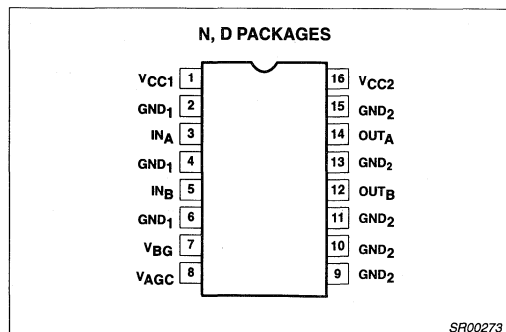 N, D PACKAGES
VCC1 1 16 VCC2
GND1 2 15 GND2
INA 3 14 OUTA
GND1 4 13 GND2
INB 5 12 OUTB
GND1 6 11 GND2
VBG 7 10 GND2
VAGC 8 9 GND2
SR00273